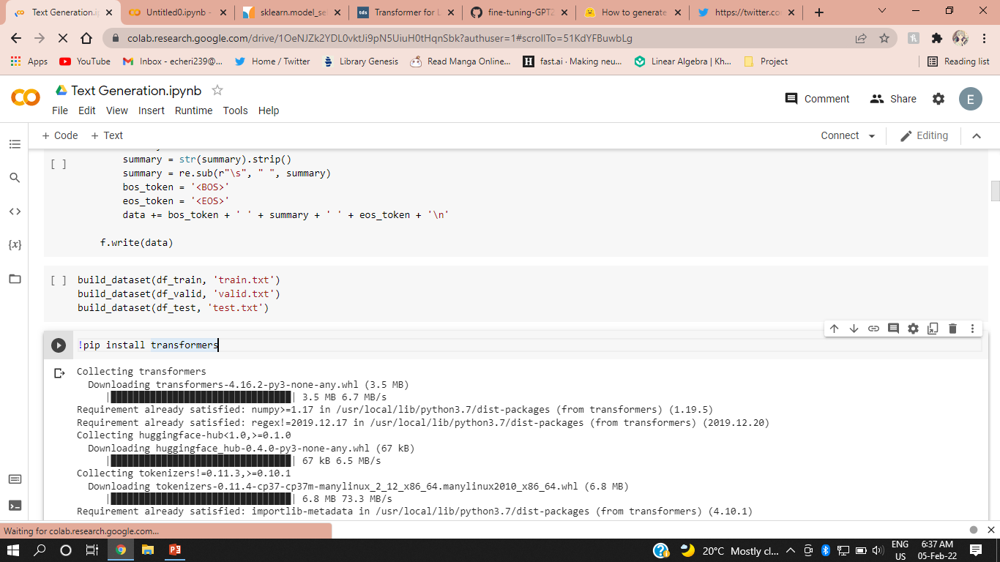 Text Generation.ipynb
Untitled0.ipynb -
sklearn.model_se
tds Transformer for L
fine-tuning-GPT2
How to generate
https://twitter.co
colab.research.google.com/drive/1OeNJZk2YDL0vktJi9pN5UiuH0tHqnSbk?authuser=1#scrollTo=51KdYFBuwbLg
Apps
YouTube
Inbox - echeri239@...
Home / Twitter
Library Genesis
Read Manga Online...
H fast.ai · Making neu...
Linear Algebra | Kh...
Project
Reading list
Text Generation.ipynb
Comment
Share
E
File Edit View Insert Runtime Tools Help
+ Code + Text
Connect
Editing
[ ]
summary = str(summary).strip()
summary = re.sub(r"\s", " ", summary)
bos_token = '<BOS>'
eos_token = '<EOS>'
data += bos_token + ' ' + summary + ' ' + eos_token + '\n'
f.write(data)
[ ] build_dataset(df_train, 'train.txt')
build_dataset(df_valid, 'valid.txt')
build_dataset(df_test, 'test.txt')
!pip install transformers
Collecting transformers
Downloading transformers-4.16.2-py3-none-any.whl (3.5 MB)
|████████████████████████████████| 3.5 MB 6.7 MB/s
Requirement already satisfied: numpy>=1.17 in /usr/local/lib/python3.7/dist-packages (from transformers) (1.19.5)
Requirement already satisfied: regex!=2019.12.17 in /usr/local/lib/python3.7/dist-packages (from transformers) (2019.12.20)
Collecting huggingface-hub<1.0,>=0.1.0
Downloading huggingface_hub-0.4.0-py3-none-any.whl (67 kB)
|████████████████████████████████| 67 kB 6.5 MB/s
Collecting tokenizers!=0.11.3,>=0.10.1
Downloading tokenizers-0.11.4-cp37-cp37m-manylinux_2_12_x86_64.manylinux2010_x86_64.whl (6.8 MB)
|████████████████████████████████| 6.8 MB 73.3 MB/s
Requirement already satisfied: importlib-metadata in /usr/local/lib/python3.7/dist-packages (from transformers) (4.10.1)
Waiting for colab.research.google.com...
20°C Mostly cl...
ENG
US
6:37 AM
05-Feb-22